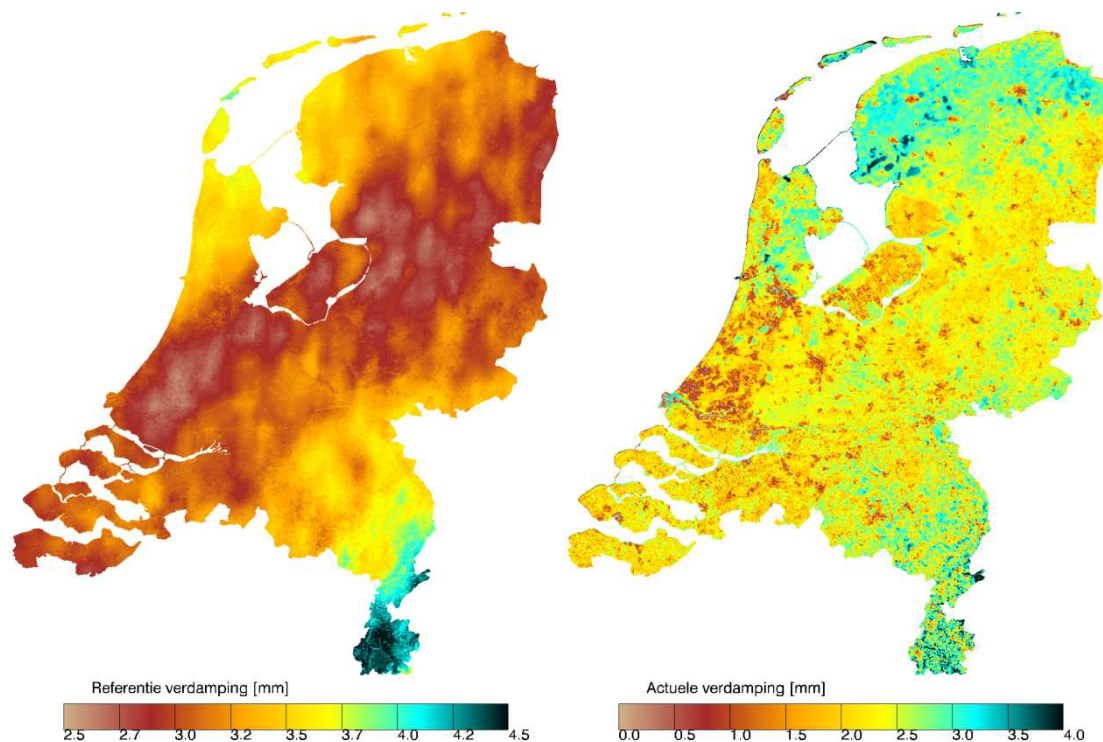 Referentie verdamping [mm]
2.5 2.7 3.0 3.2 3.5 3.7 4.0 4.2 4.5
Actuele verdamping [mm]
0.0 0.5 1.0 1.5 2.0 2.5 3.0 3.5 4.0